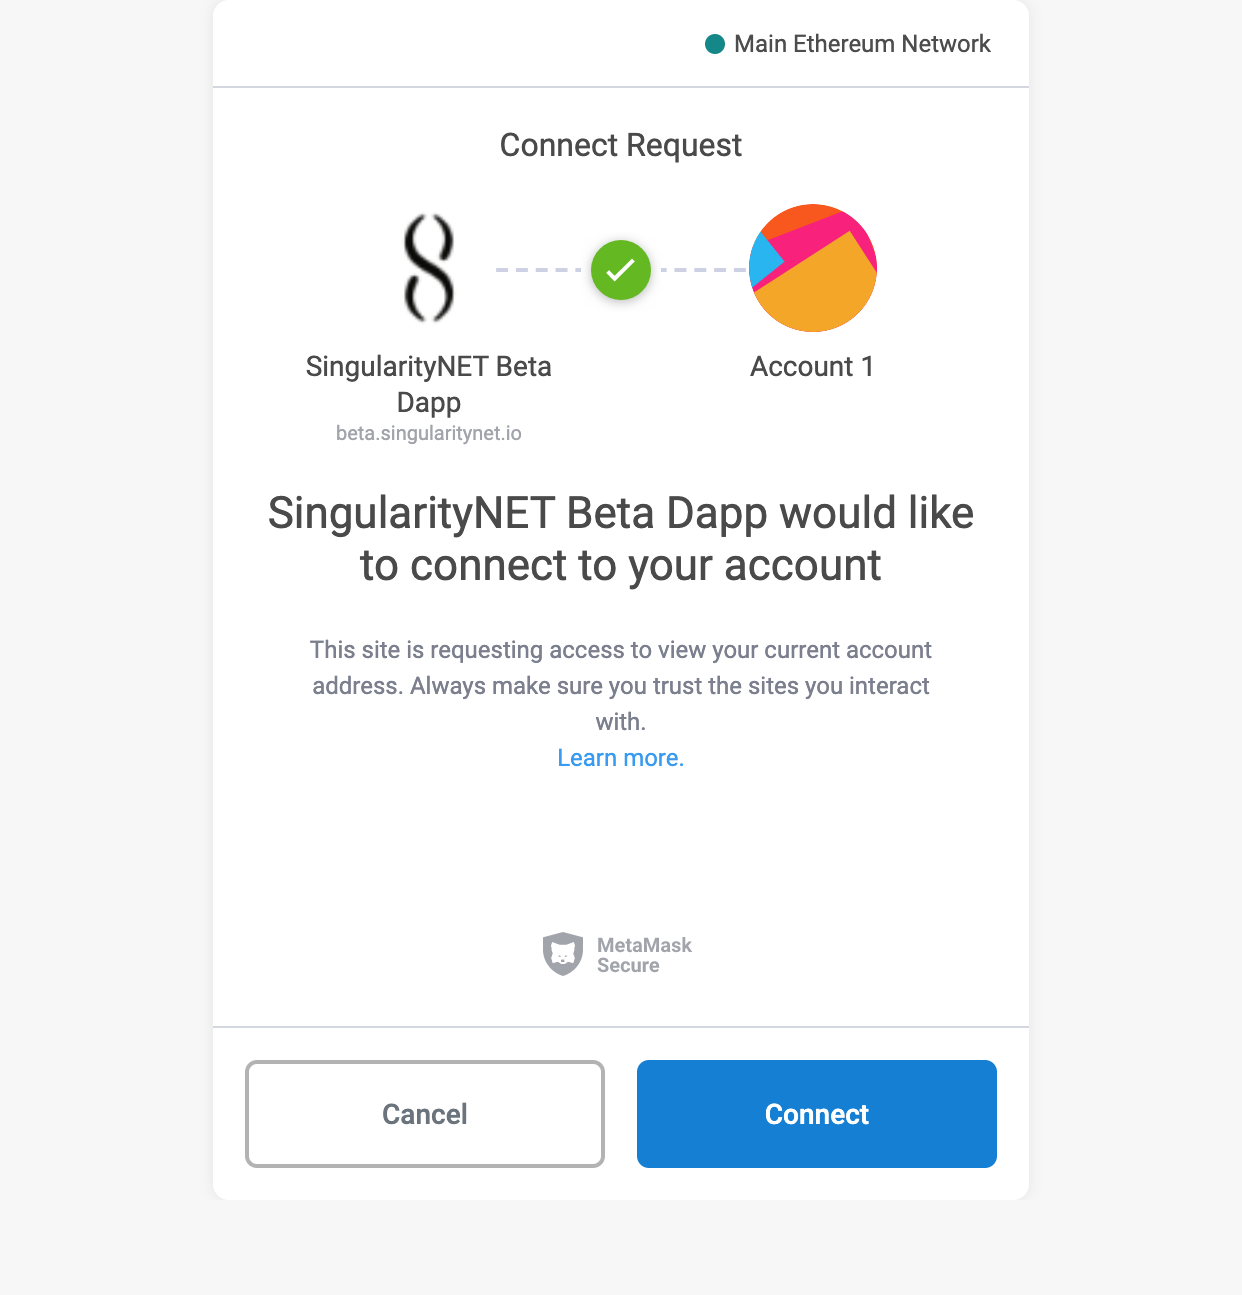 Main Ethereum Network
Connect Request
SingularityNET Beta
Dapp
beta.singularitynet.io
Account 1
SingularityNET Beta Dapp would like
to connect to your account
This site is requesting access to view your current account
address. Always make sure you trust the sites you interact
with.
Learn more.
MetaMask
Secure
Cancel
Connect